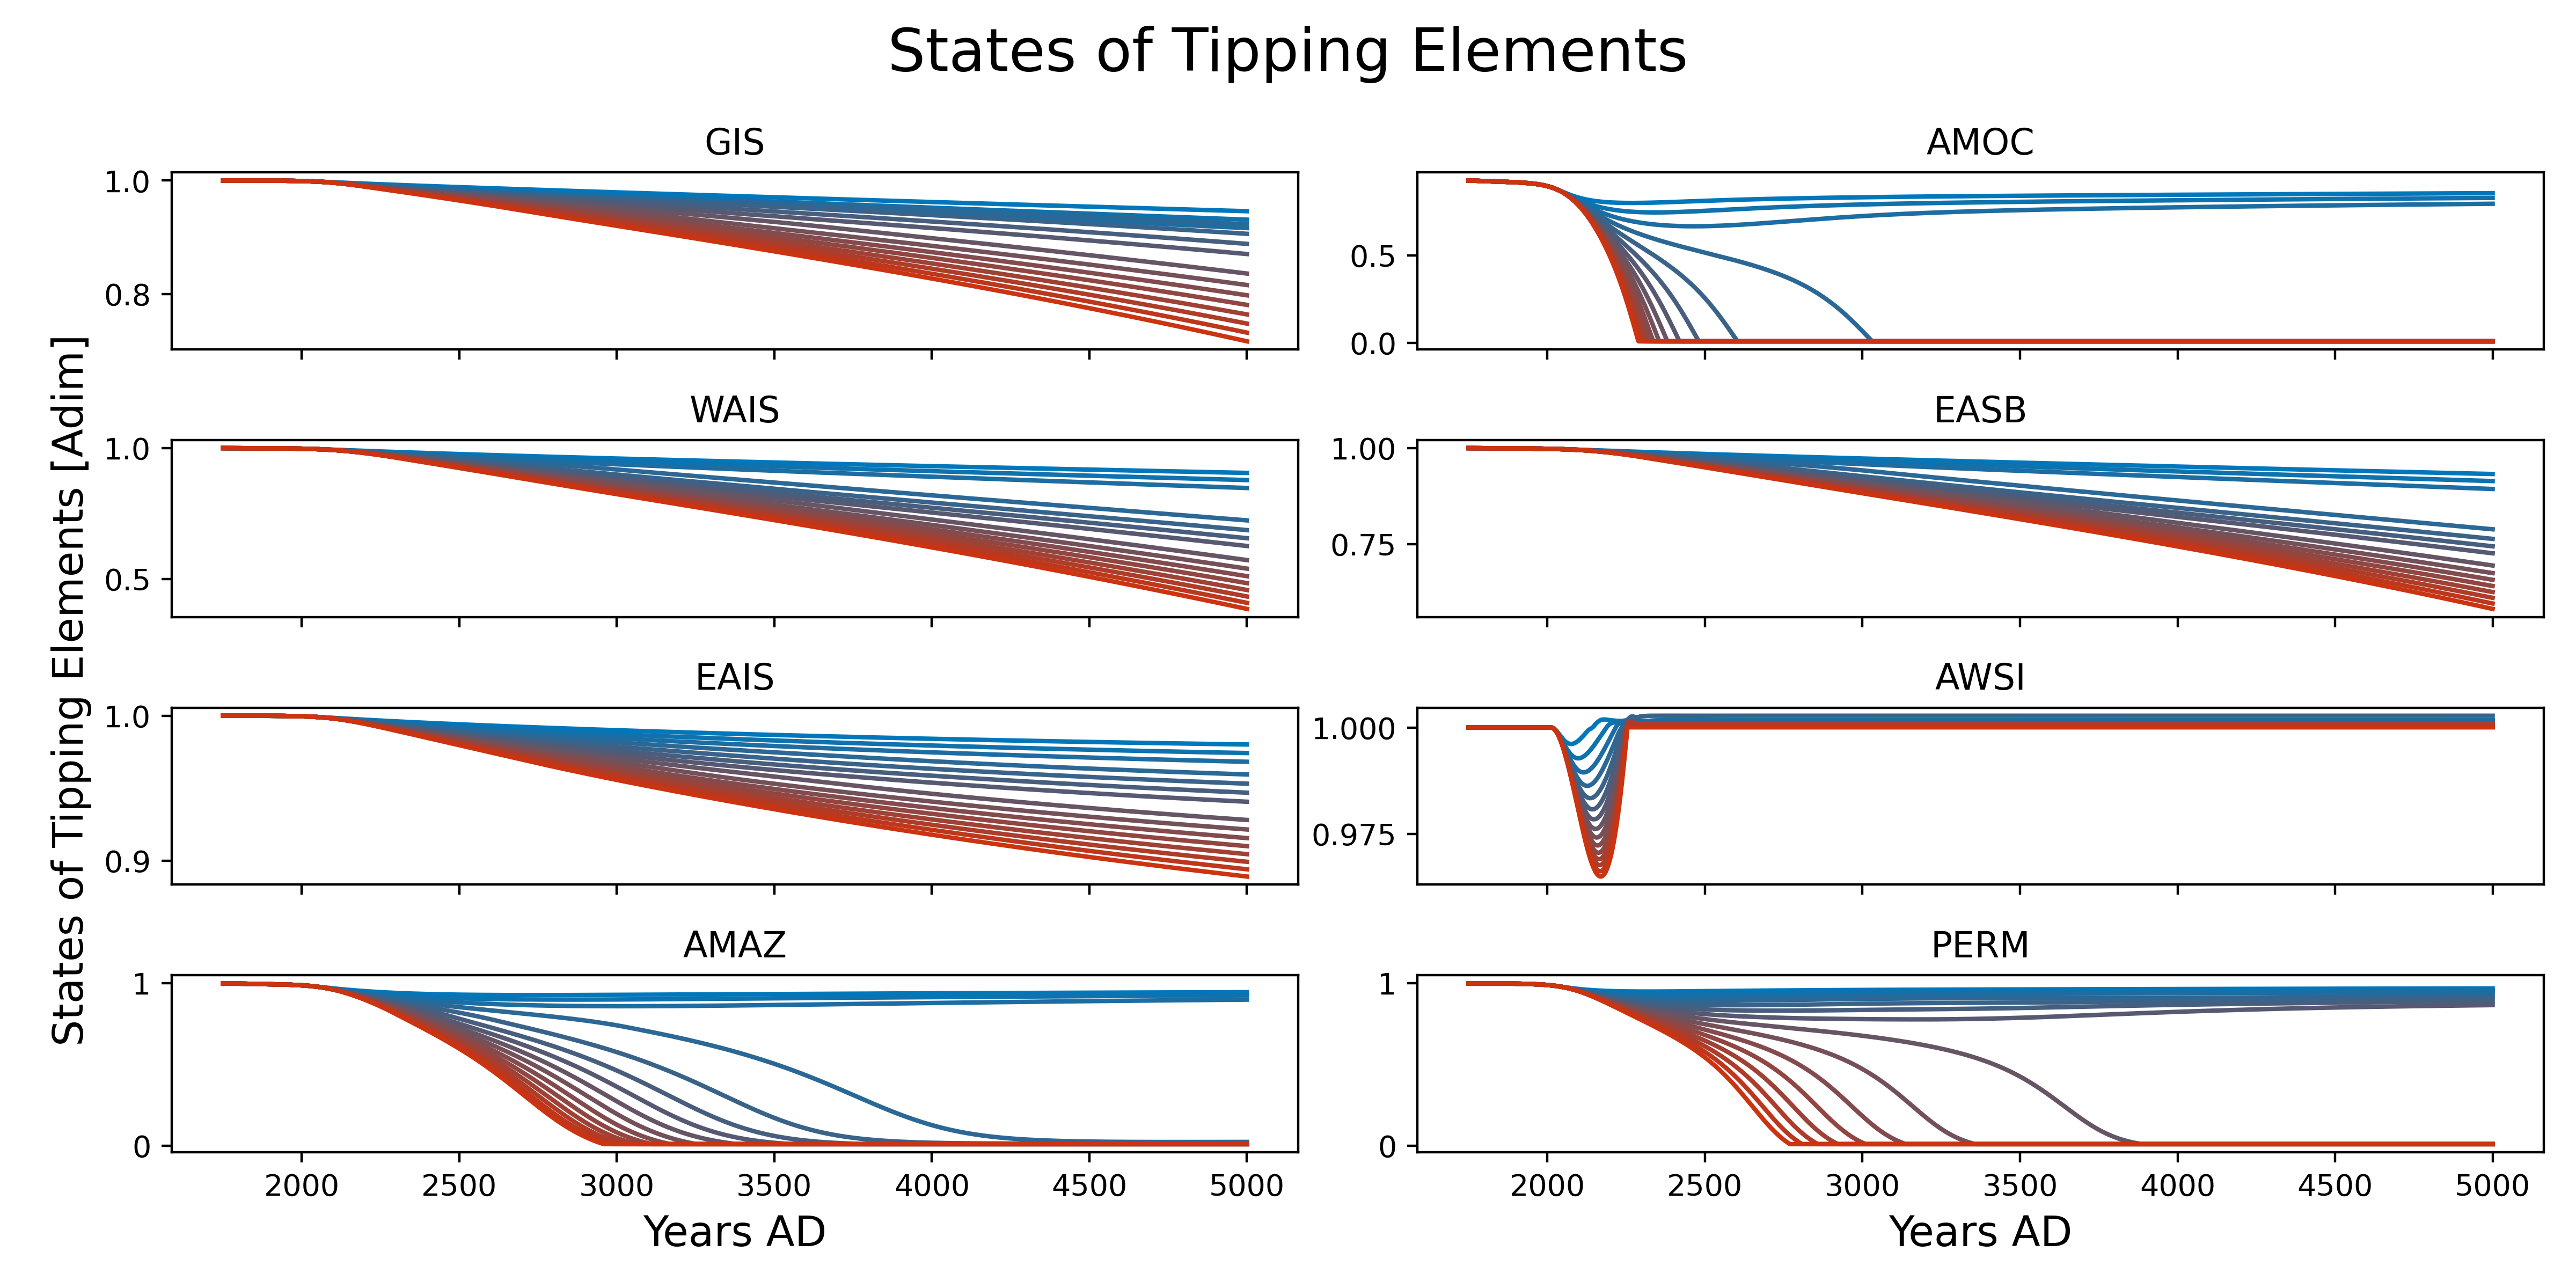 States of Tipping Elements
States of Tipping Elements [Adim]
GIS
1.0
0.8
AMOC
0.5
0.0
WAIS
1.0
0.5
EASB
1.00
0.75
EAIS
1.0
0.9
AWSI
1.000
0.975
AMAZ
1
0
2000 2500 3000 3500 4000 4500 5000
Years AD
PERM
1
0
2000 2500 3000 3500 4000 4500 5000
Years AD